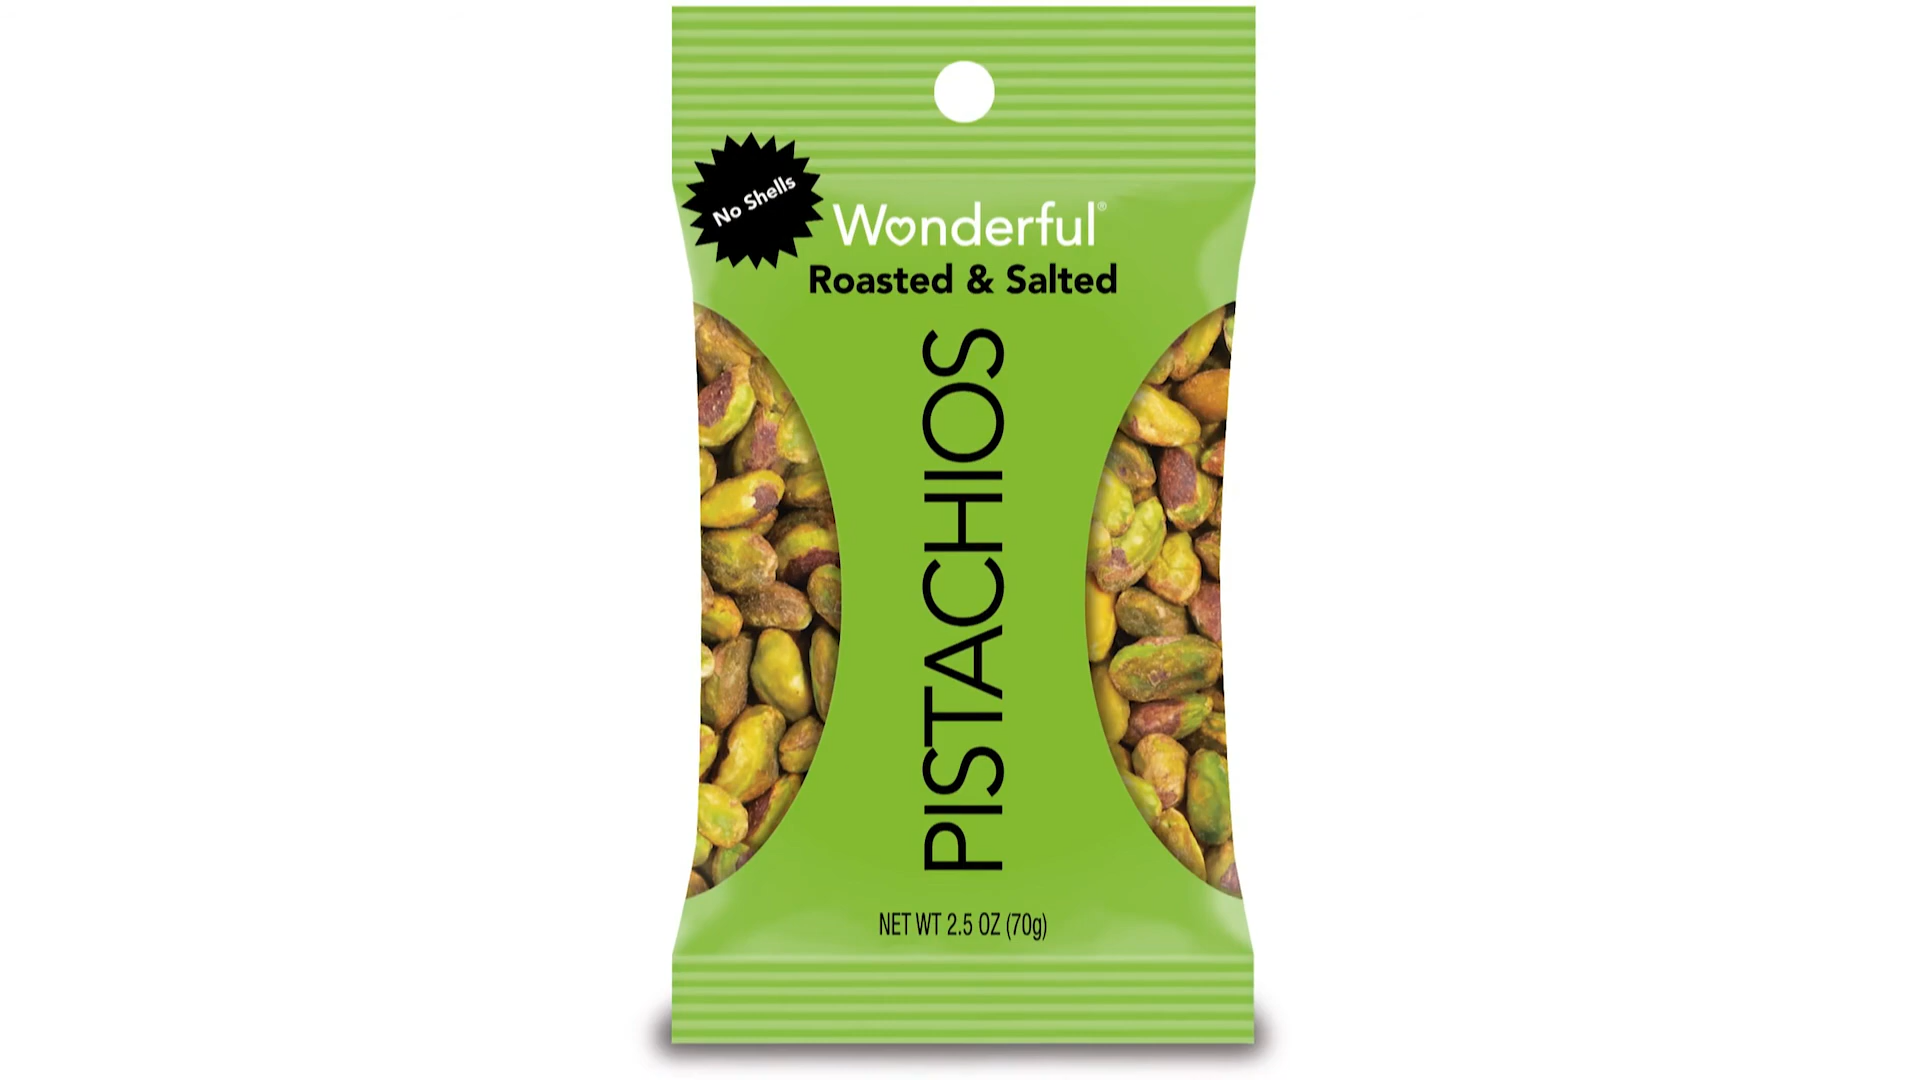 No Shells
Wonderful®
Roasted & Salted
PISTACHIOS
NET WT 2.5 OZ (70g)